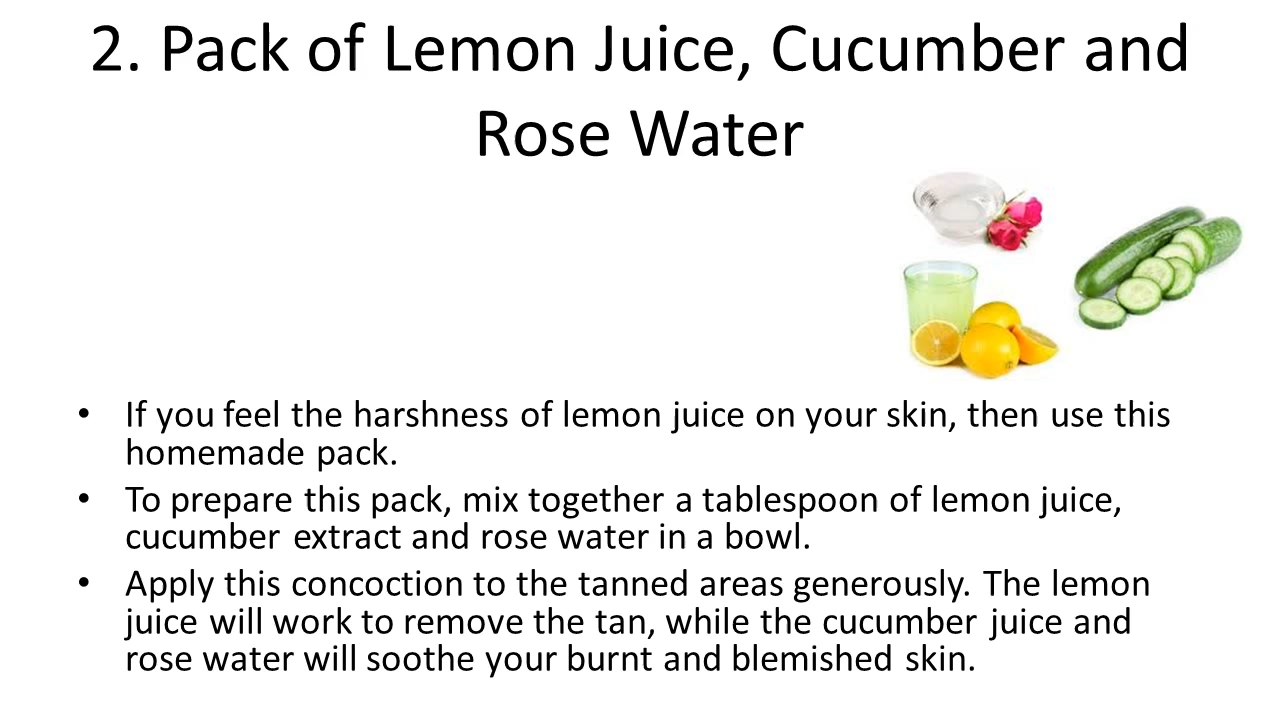 2. Pack of Lemon Juice, Cucumber and
Rose Water
• If you feel the harshness of lemon juice on your skin, then use this
homemade pack.
• To prepare this pack, mix together a tablespoon of lemon juice,
cucumber extract and rose water in a bowl.
• Apply this concoction to the tanned areas generously. The lemon
juice will work to remove the tan, while the cucumber juice and
rose water will soothe your burnt and blemished skin.